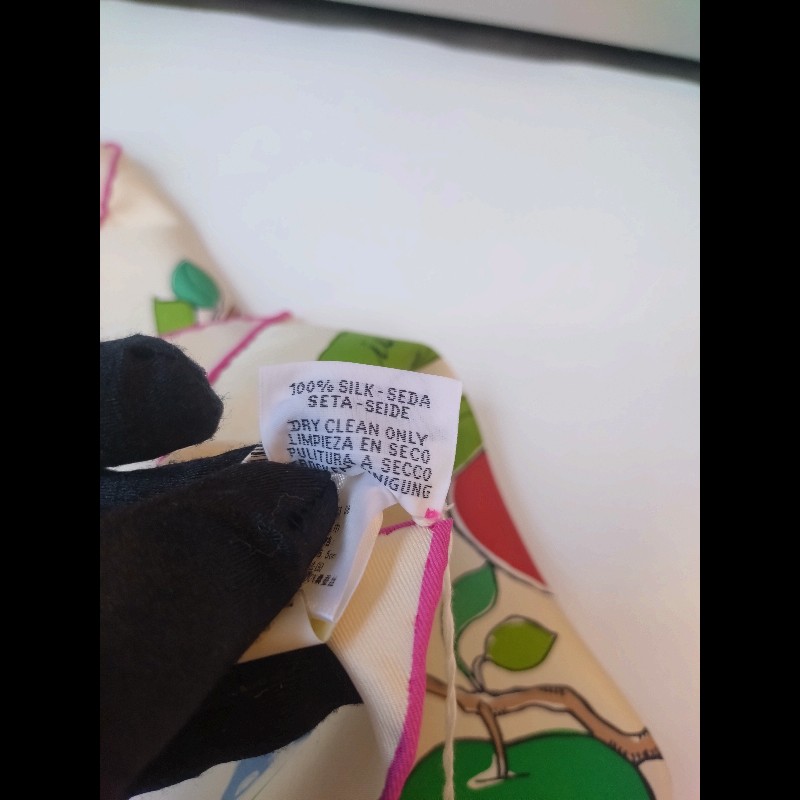 100% SILK-SEDA
SETA-SEIDE
DRY CLEAN ONLY
LIMPIEZA EN SECO
PULITURA A SECCO